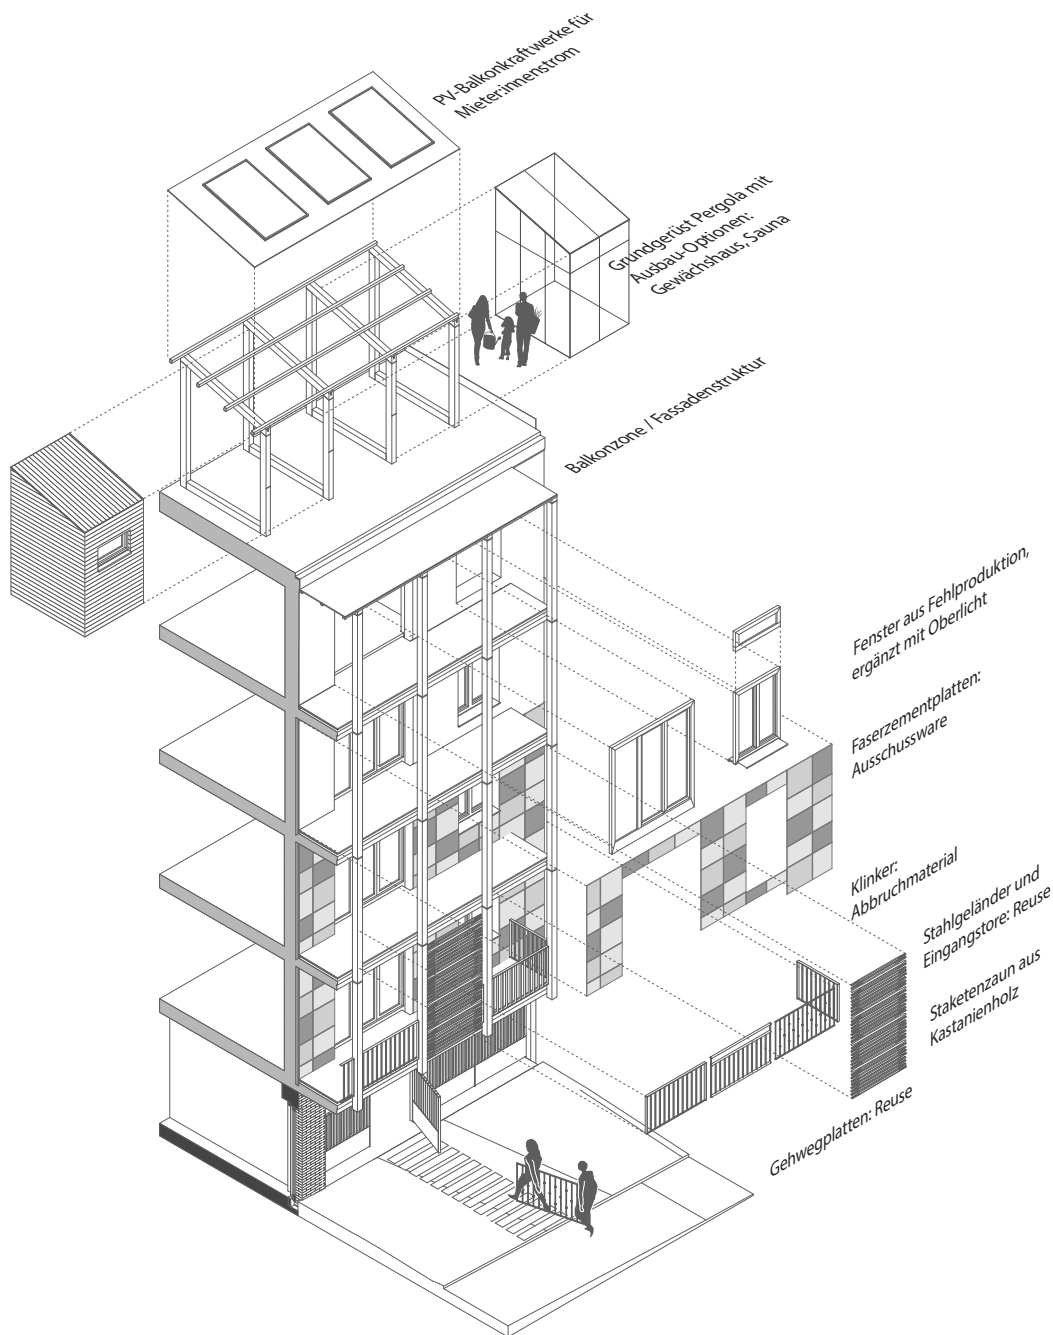 PV-Balkonkraftwerke für
Mieter:innenstrom
Grundgerüst Pergola mit
Ausbau-Optionen:
Gewächshaus, Sauna
Balkonzone / Fassadenstruktur
Fenster aus Fehlproduktion,
ergänzt mit Oberlicht
Faserzementplatten:
Ausschussware
Klinker:
Abbruchmaterial
Stahlgeländer und
Eingangstore: Reuse
Staketenzaun aus
Kastanienholz
Gehwegplatten: Reuse